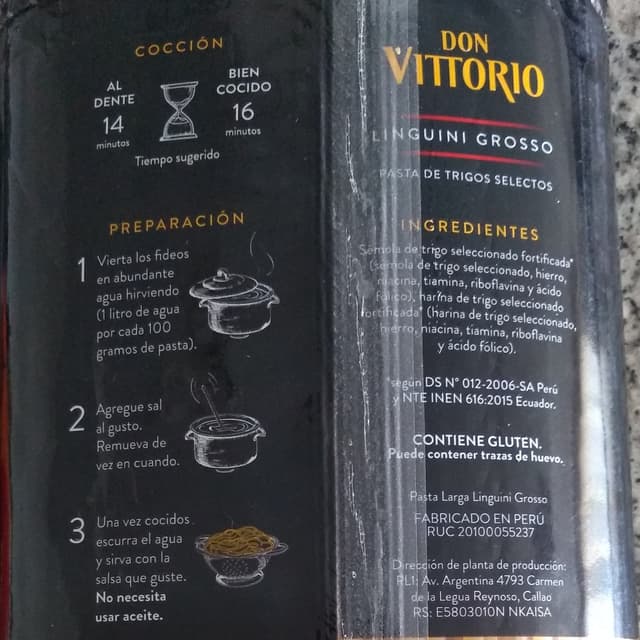 COCCIÓN
AL
DENTE
14
minutos
BIEN
COCIDO
16
minutos
Tiempo sugerido
PREPARACIÓN
1 Vierta los fideos
en abundante
agua hirviendo
(1 litro de agua
por cada 100
gramos de pasta).
2 Agregue sal
al gusto.
Remueva de
vez en cuando.
3 Una vez cocidos
escurra el agua
y sirva con la
salsa que guste.
No necesita
usar aceite.
DON
VITTORIO
LINGUINI GROSSO
PASTA DE TRIGOS SELECTOS
INGREDIENTES
Sémola de trigo seleccionado fortificada*
(sémola de trigo seleccionado, hierro,
niacina, tiamina, riboflavina y ácido
fólico), harina de trigo seleccionado
fortificada* (harina de trigo seleccionado,
hierro, niacina, tiamina, riboflavina
y ácido fólico).
*según DS N° 012-2006-SA Perú
y NTE INEN 616:2015 Ecuador.
CONTIENE GLUTEN.
Puede contener trazas de huevo.
Pasta Larga Linguini Grosso
FABRICADO EN PERÚ
RUC 20100055237
Dirección de planta de producción:
PL1: Av. Argentina 4793 Carmen
de la Legua Reynoso, Callao
RS: E5803010N NKAISA